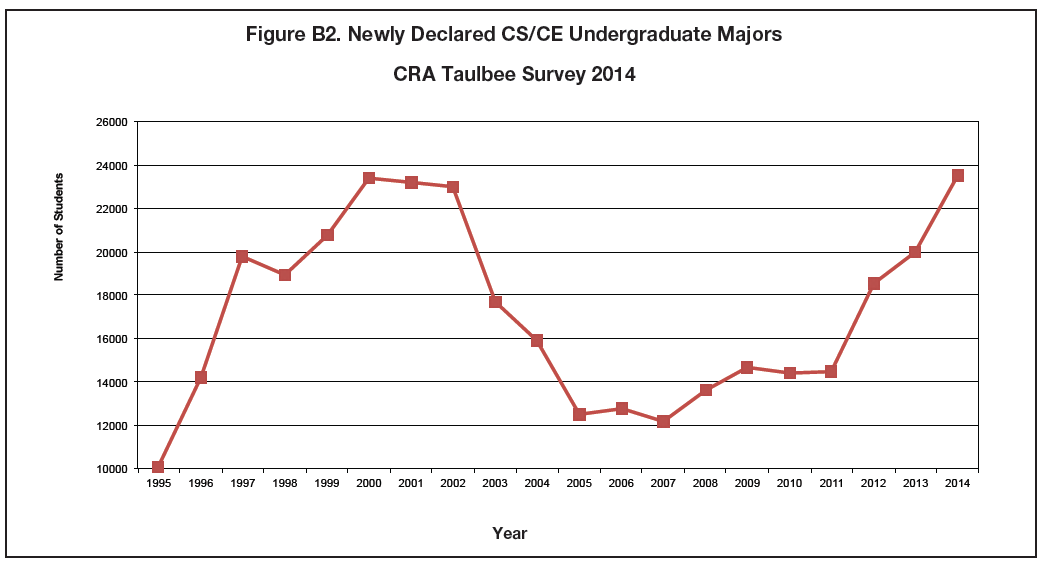 Figure B2. Newly Declared CS/CE Undergraduate Majors
CRA Taulbee Survey 2014
26000
24000
22000
20000
18000
16000
14000
12000
10000
Number of Students
1995 1996 1997 1998 1999 2000 2001 2002 2003 2004 2005 2006 2007 2008 2009 2010 2011 2012 2013 2014
Year